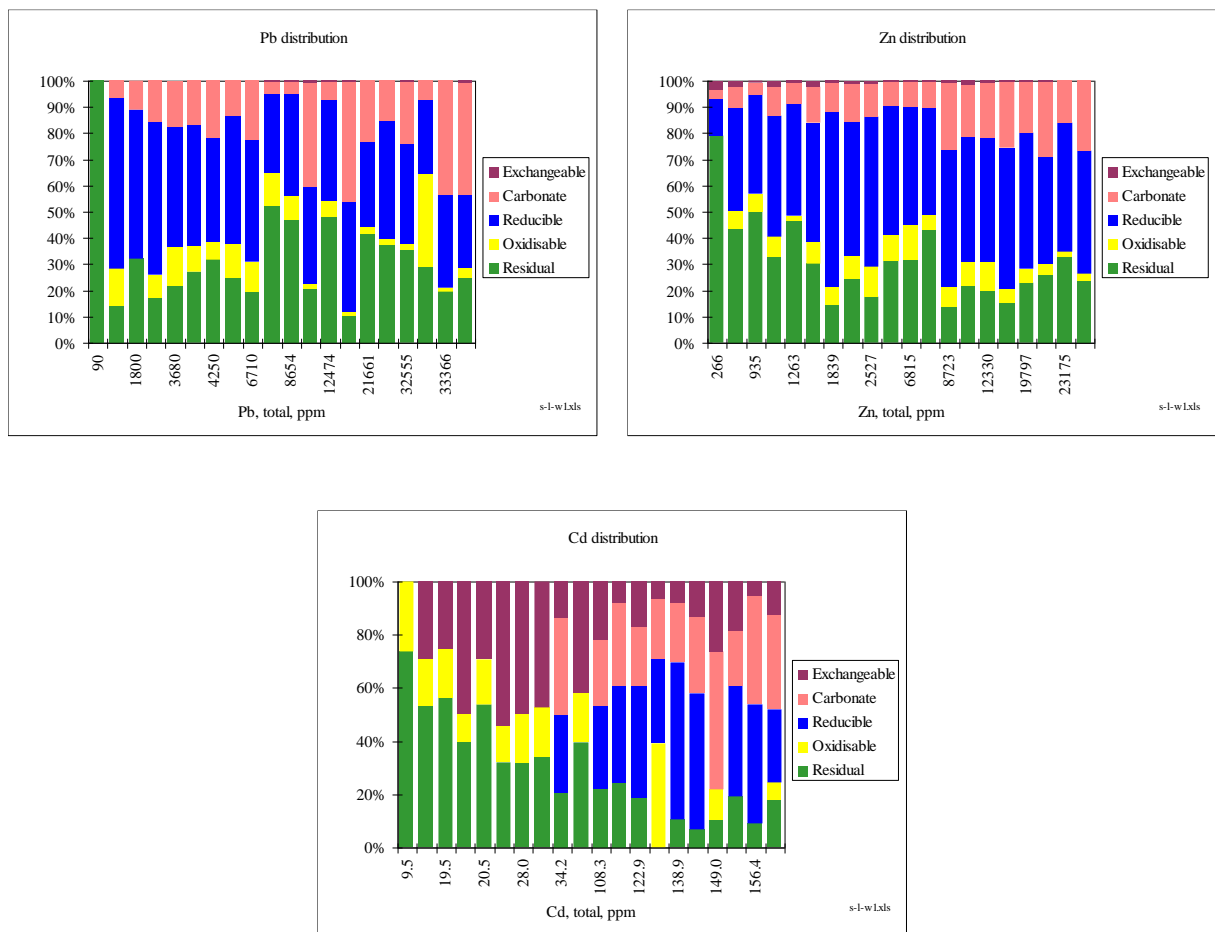 Pb distribution
100%
90%
80%
70%
60%
50%
40%
30%
20%
10%
0%
90
1800
3680
4250
6710
8654
12474
21661
32555
33366
Pb, total, ppm
Exchangeable
Carbonate
Reducible
Oxidisable
Residual
s-l-w1.xls
Zn distribution
100%
90%
80%
70%
60%
50%
40%
30%
20%
10%
0%
266
935
1263
1839
2527
6815
8723
12330
19797
23175
Zn, total, ppm
Exchangeable
Carbonate
Reducible
Oxidisable
Residual
s-l-w1.xls
Cd distribution
100%
80%
60%
40%
20%
0%
9.5
19.5
20.5
28.0
34.2
108.3
122.9
138.9
149.0
156.4
Cd, total, ppm
Exchangeable
Carbonate
Reducible
Oxidisable
Residual
s-l-w1.xls